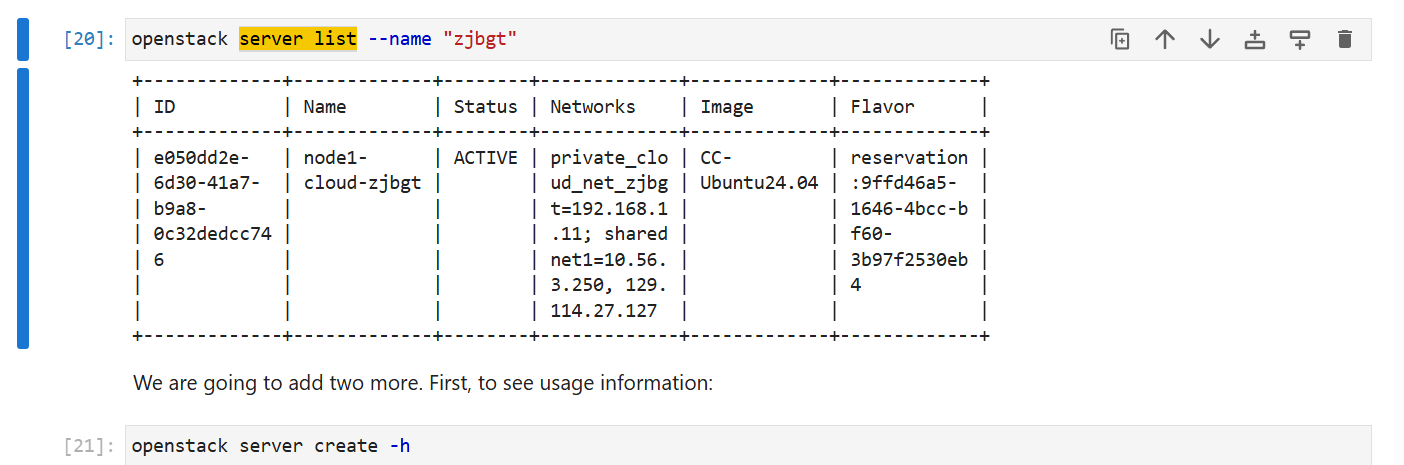 [20]: openstack server list --name "zjbgt"
+-------------+-------------+--------+-------------+-------------+-------------+
| ID          | Name        | Status | Networks    | Image       | Flavor      |
+-------------+-------------+--------+-------------+-------------+-------------+
| e050dd2e-   | node1-      | ACTIVE | private_clo | CC-         | reservation |
| 6d30-41a7-  | cloud-zjbgt |        | ud_net_zjbg | Ubuntu24.04 | :9ffd46a5-  |
| b9a8-       |             |        | t=192.168.1 |             | 1646-4bcc-b |
| 0c32dedcc74 |             |        | .11; shared |             | f60-        |
| 6           |             |        | net1=10.56. |             | 3b97f2530eb |
|             |             |        | 3.250, 129. |             | 4           |
|             |             |        | 114.27.127  |             |             |
+-------------+-------------+--------+-------------+-------------+-------------+
We are going to add two more. First, to see usage information:
[21]: openstack server create -h